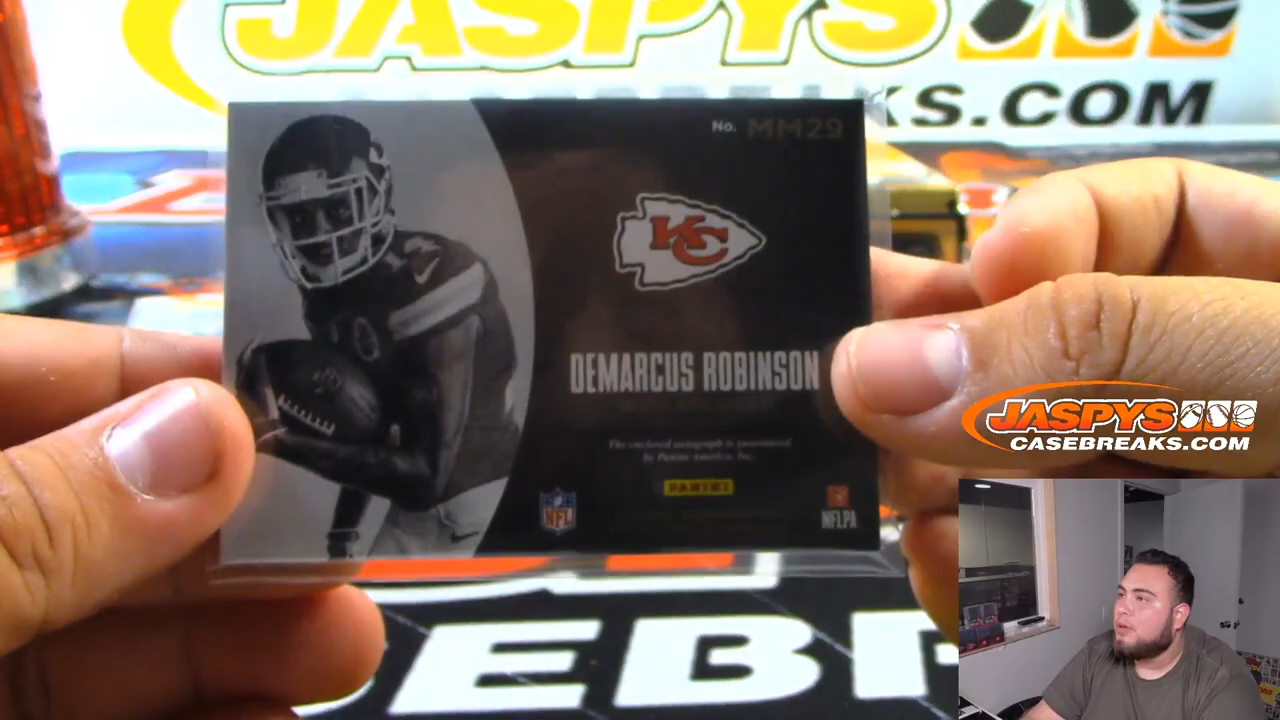 JASPYS
KS.COM
No. MM29
KC
DEMARCUS ROBINSON
The enclosed autograph is guaranteed
by Panini America, Inc.
PANINI
NFL
NFLPA
JASPYS
CASEBREAKS.COM
EB